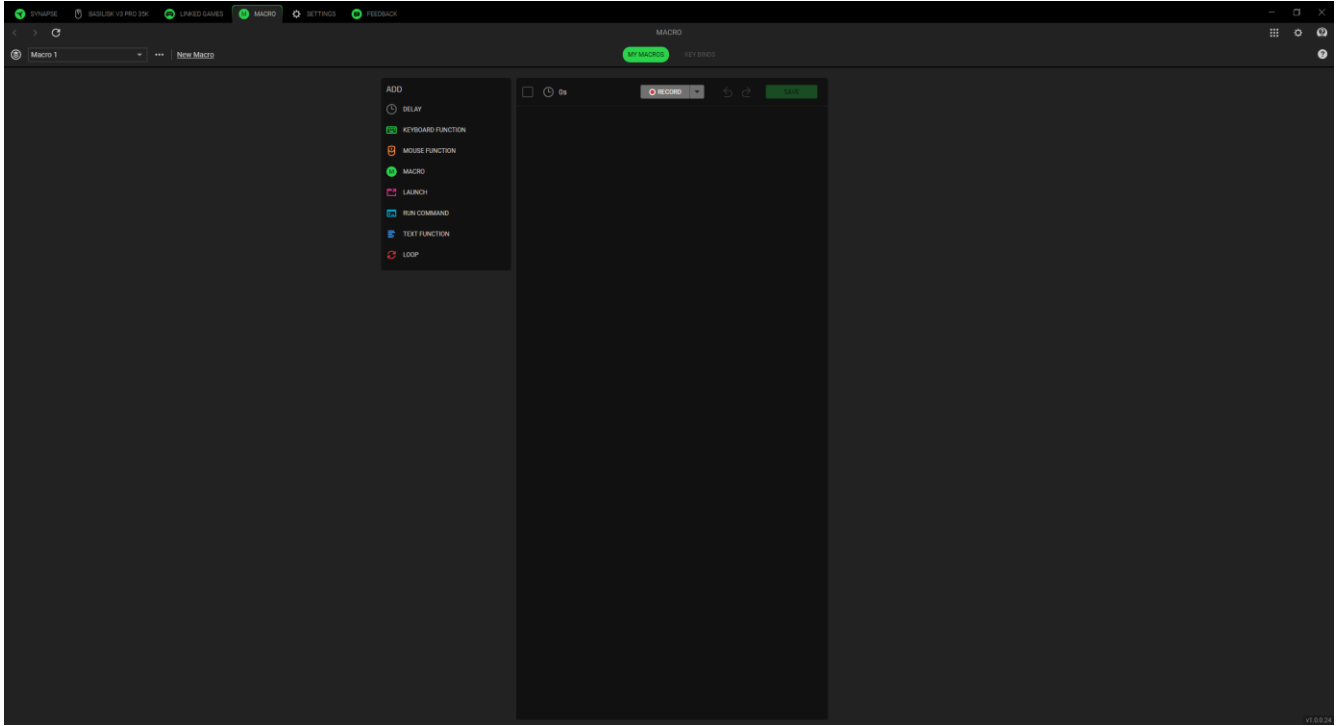 SYNAPSE BASILISK V3 PRO 35K LINKED GAMES MACRO SETTINGS FEEDBACK
MACRO
Macro 1 New Macro MY MACROS KEY BINDS
ADD
DELAY
KEYBOARD FUNCTION
MOUSE FUNCTION
MACRO
LAUNCH
RUN COMMAND
TEXT FUNCTION
LOOP
0s RECORD SAVE
v1.0.0.24